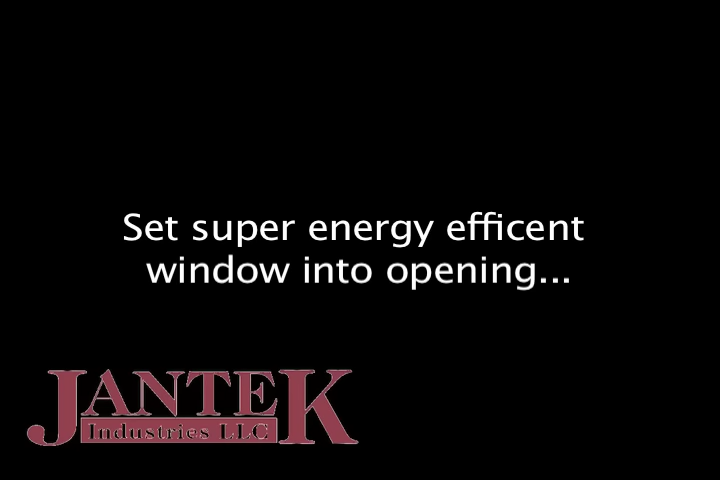 Set super energy efficent
window into opening...
JANTEK
Industries LLC